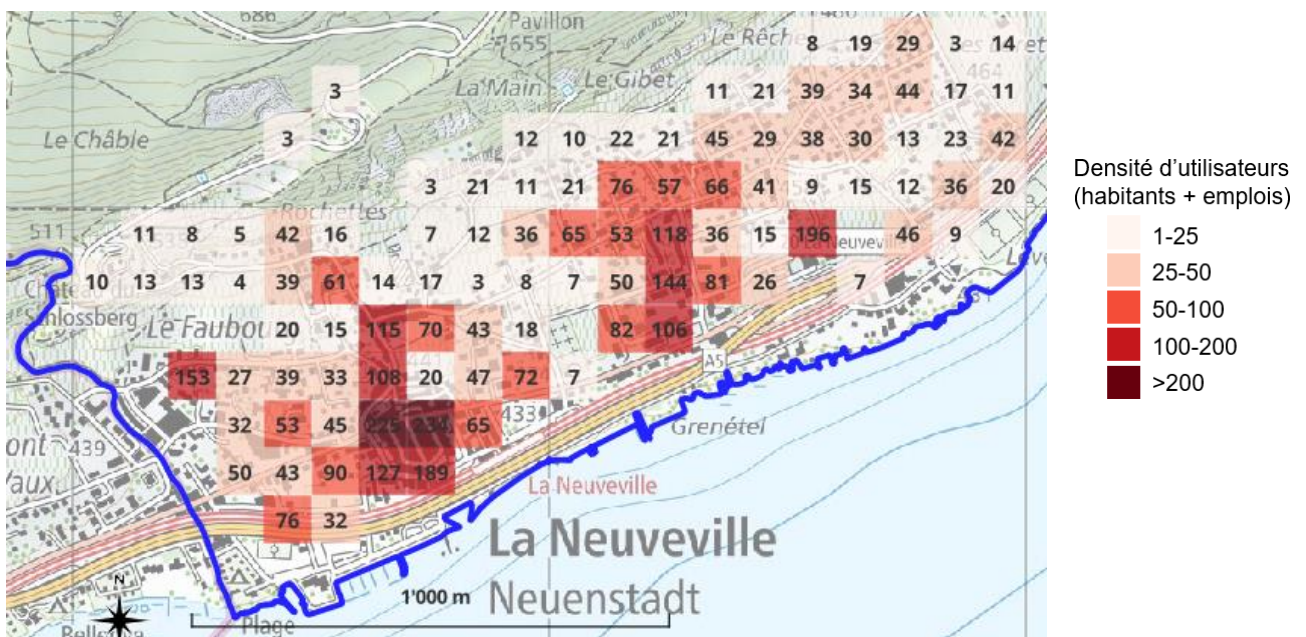 686
Pavillon
655
Le Rêche
8 19 29 3 14
464
La Main
Le Gibet
3
11 21 39 34 44 17 11
Le Châble
3
12 10 22 21 45 29 38 30 13 23 42
3 21 11 21 76 57 66 41 9 15 12 36 20
Rochettes
511
11 8 5 42 16 7 12 36 65 53 118 36 15 196 46 9
10 13 13 4 39 61 14 17 3 8 7 50 144 81 26 7
Château du
Schlossberg
Le Faubou
20 15 115 70 43 18 82 106
153 27 39 33 108 20 47 72 7
A5
32 53 45 225 234 65
433
Grenétel
ont
439
vaux
50 43 90 127 189
La Neuveville
76 32
La Neuveville
Neuenstadt
N
1'000 m
Plage
Densité d'utilisateurs
(habitants + emplois)
1-25
25-50
50-100
100-200
>200